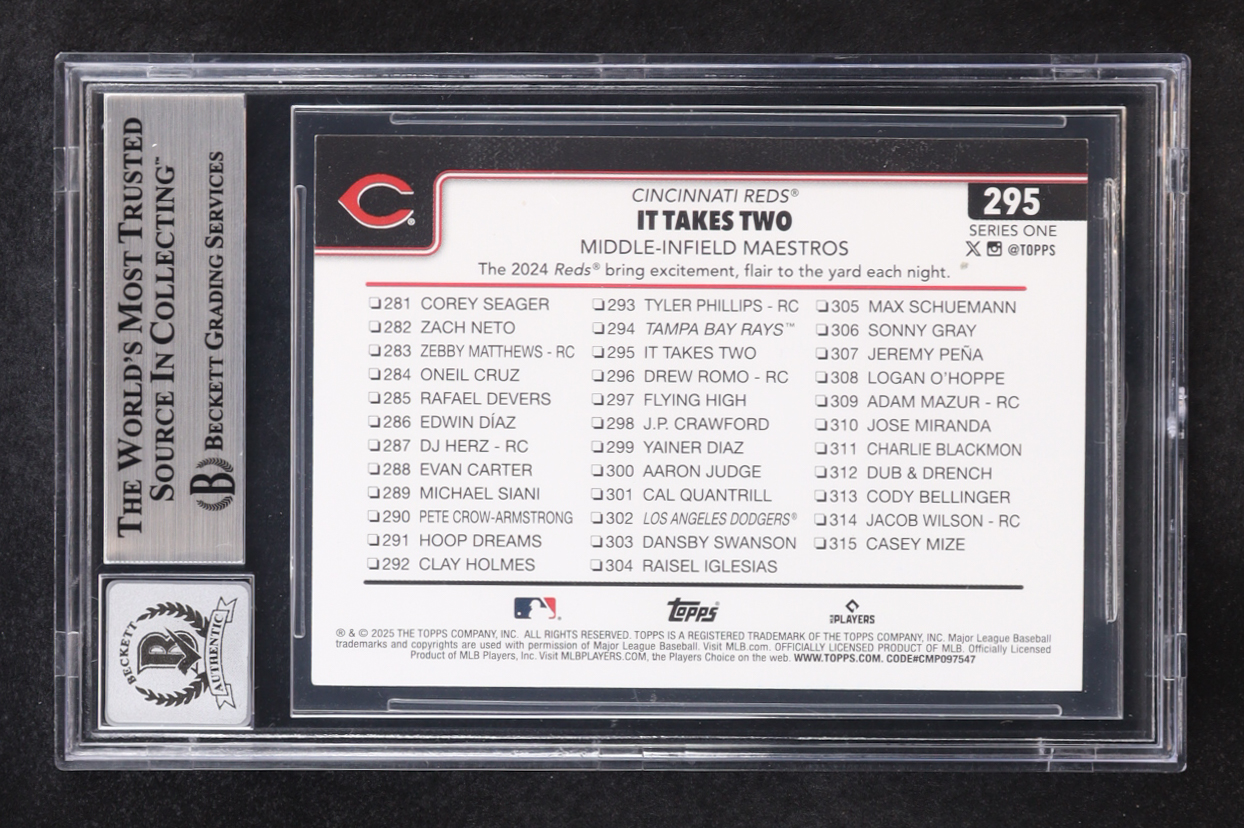 THE WORLD'S MOST TRUSTED
SOURCE IN COLLECTING™
B BECKETT GRADING SERVICES
BECKETT
B
AUTHENTIC
C®
CINCINNATI REDS®
IT TAKES TWO
MIDDLE-INFIELD MAESTROS
The 2024 Reds® bring excitement, flair to the yard each night.
295
SERIES ONE
@TOPPS
❏281 COREY SEAGER
❏282 ZACH NETO
❏283 ZEBBY MATTHEWS - RC
❏284 ONEIL CRUZ
❏285 RAFAEL DEVERS
❏286 EDWIN DÍAZ
❏287 DJ HERZ - RC
❏288 EVAN CARTER
❏289 MICHAEL SIANI
❏290 PETE CROW-ARMSTRONG
❏291 HOOP DREAMS
❏292 CLAY HOLMES
❏293 TYLER PHILLIPS - RC
❏294 TAMPA BAY RAYS™
❏295 IT TAKES TWO
❏296 DREW ROMO - RC
❏297 FLYING HIGH
❏298 J.P. CRAWFORD
❏299 YAINER DIAZ
❏300 AARON JUDGE
❏301 CAL QUANTRILL
❏302 LOS ANGELES DODGERS®
❏303 DANSBY SWANSON
❏304 RAISEL IGLESIAS
❏305 MAX SCHUEMANN
❏306 SONNY GRAY
❏307 JEREMY PEÑA
❏308 LOGAN O'HOPPE
❏309 ADAM MAZUR - RC
❏310 JOSE MIRANDA
❏311 CHARLIE BLACKMON
❏312 DUB & DRENCH
❏313 CODY BELLINGER
❏314 JACOB WILSON - RC
❏315 CASEY MIZE
Topps
MLB PLAYERS
® & © 2025 THE TOPPS COMPANY, INC. ALL RIGHTS RESERVED. TOPPS IS A REGISTERED TRADEMARK OF THE TOPPS COMPANY, INC. Major League Baseball
trademarks and copyrights are used with permission of Major League Baseball. Visit MLB.com. OFFICIALLY LICENSED PRODUCT OF MLB. Officially Licensed
Product of MLB Players, Inc. Visit MLBPLAYERS.COM, the Players Choice on the web. WWW.TOPPS.COM. CODE#CMP097547